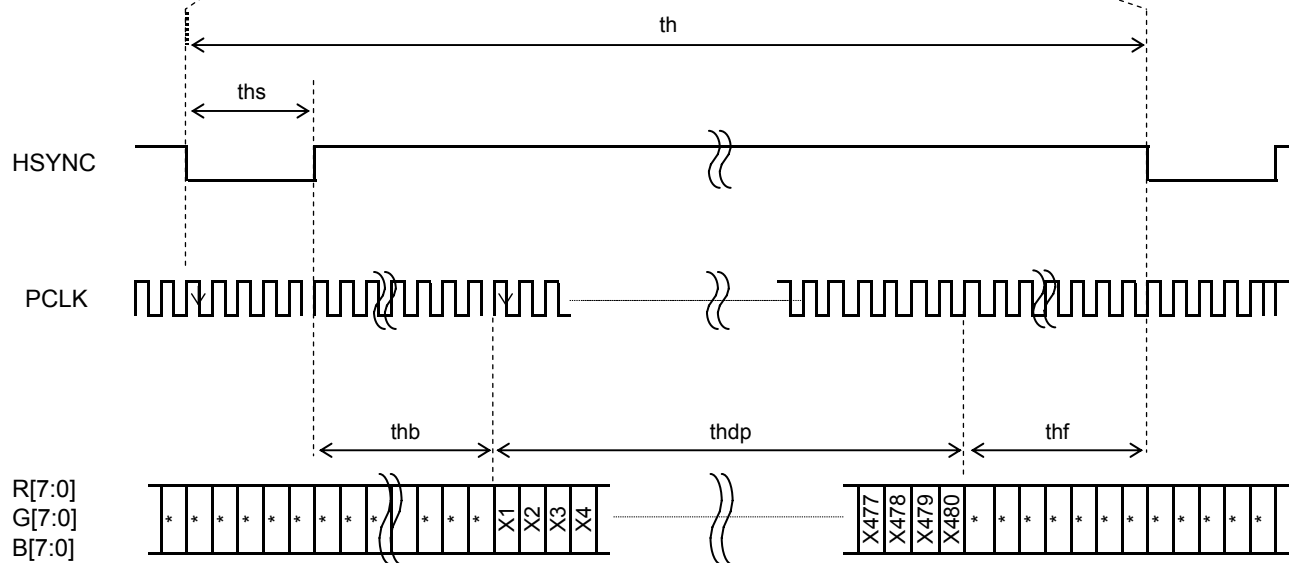 th
ths
HSYNC
PCLK
thb thdp thf
R[7:0]
G[7:0]
B[7:0]
* * * * * * * * * * * * X1 X2 X3 X4 X477 X478 X479 X480 * * * * * * * * * * * *